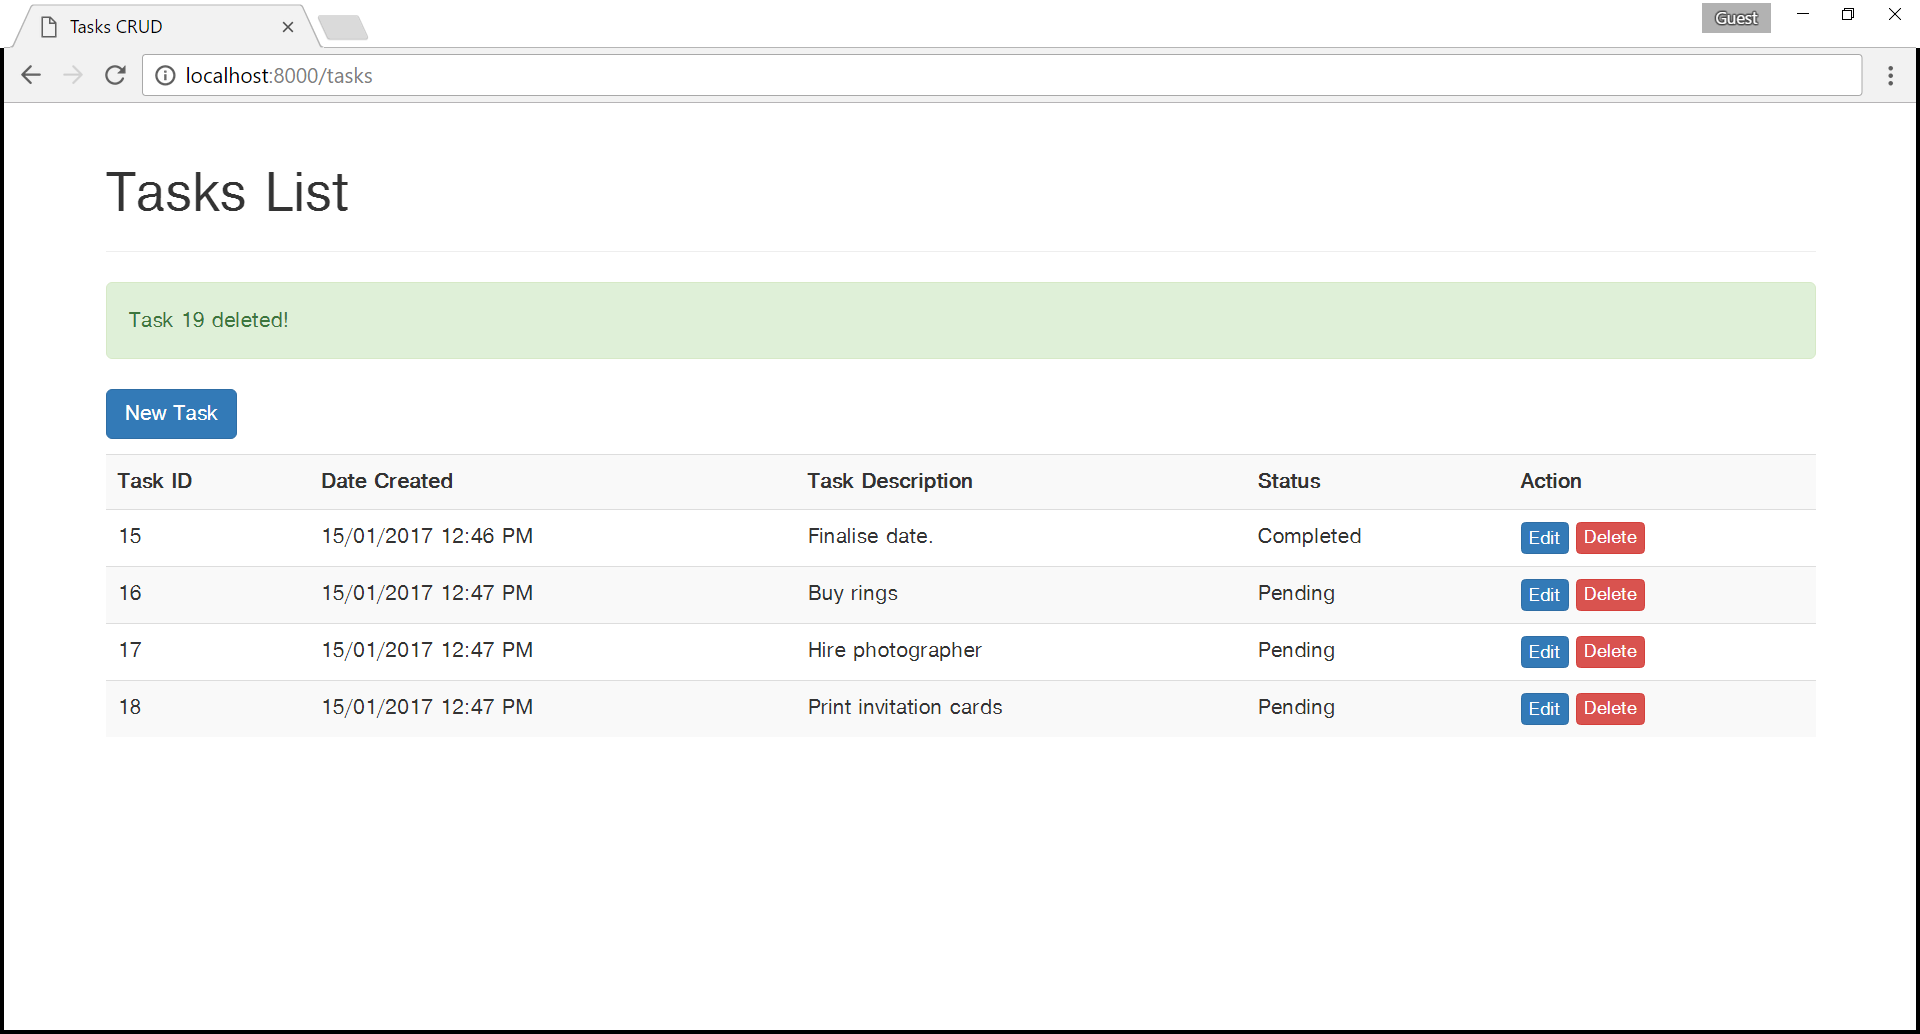 Tasks CRUD
Guest
localhost:8000/tasks
Tasks List
Task 19 deleted!
New Task
Task ID Date Created Task Description Status Action
15 15/01/2017 12:46 PM Finalise date. Completed Edit Delete
16 15/01/2017 12:47 PM Buy rings Pending Edit Delete
17 15/01/2017 12:47 PM Hire photographer Pending Edit Delete
18 15/01/2017 12:47 PM Print invitation cards Pending Edit Delete